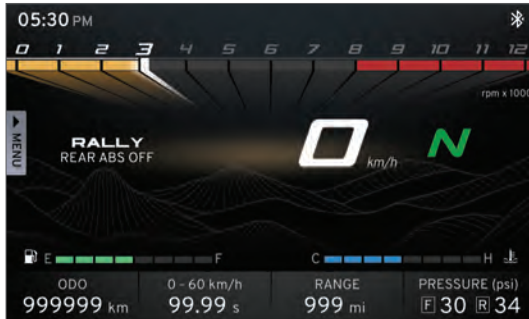 05:30 PM
0 1 2 3 4 5 6 7 8 9 10 11 12
rpm x 1000
MENU
RALLY
REAR ABS OFF
0 km/h
N
E F
C H
ODO
999999 km
0 - 60 km/h
99.99 s
RANGE
999 mi
PRESSURE (psi)
F 30 R 34